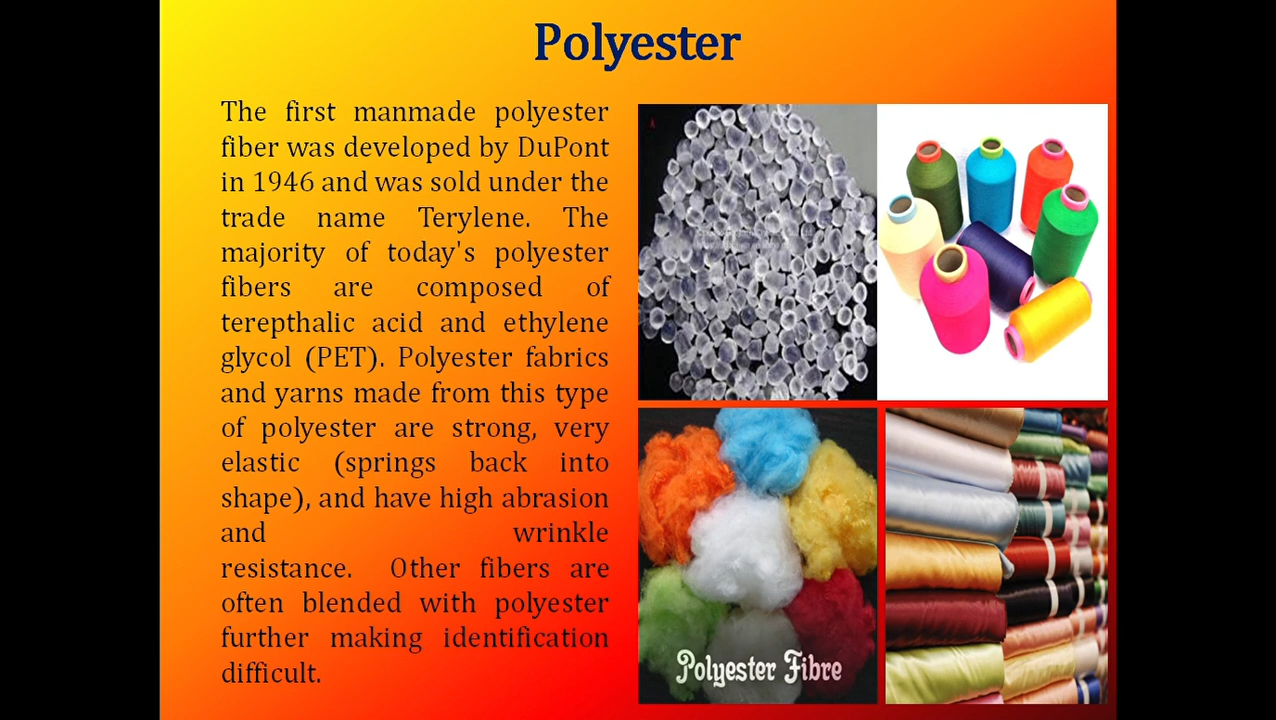 Polyester
The first manmade polyester
fiber was developed by DuPont
in 1946 and was sold under the
trade name Terylene. The
majority of today's polyester
fibers are composed of
terepthalic acid and ethylene
glycol (PET). Polyester fabrics
and yarns made from this type
of polyester are strong, very
elastic (springs back into
shape), and have high abrasion
and wrinkle
resistance. Other fibers are
often blended with polyester
further making identification
difficult.
Polyester Fibre